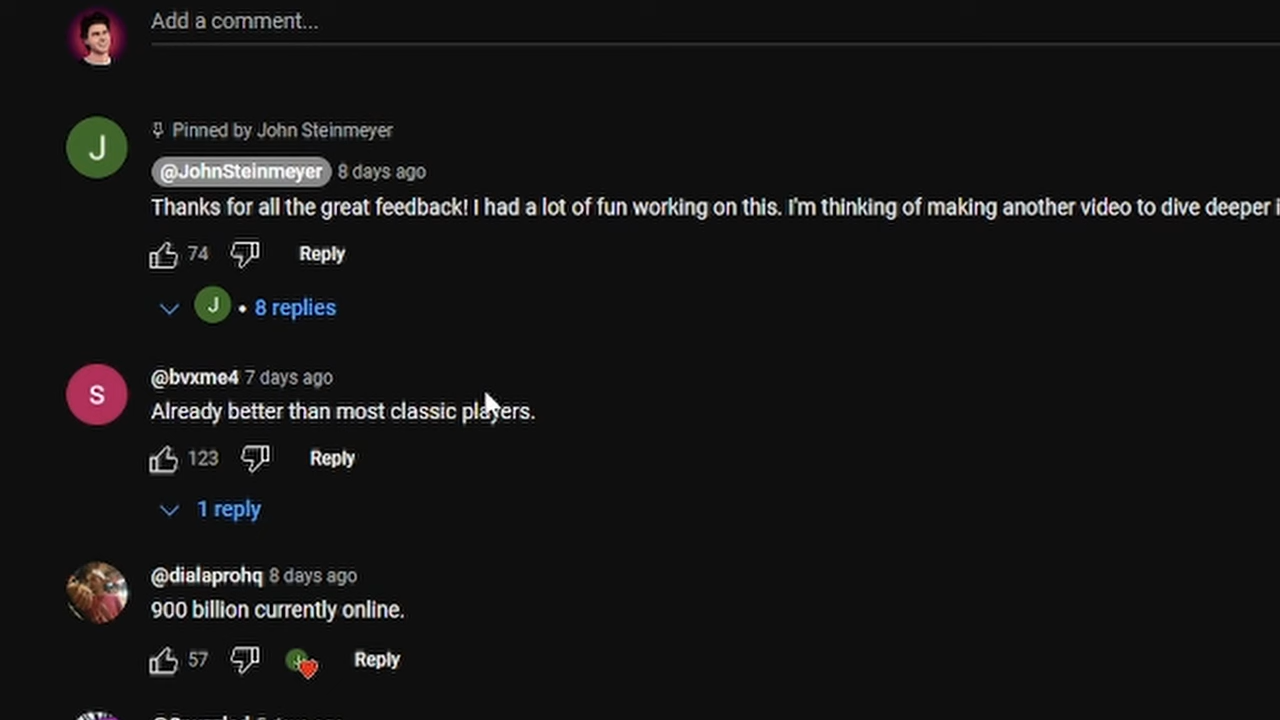 Add a comment...
Pinned by John Steinmeyer
J
@JohnSteinmeyer 8 days ago
Thanks for all the great feedback! I had a lot of fun working on this. I'm thinking of making another video to dive deeper
74 Reply
J • 8 replies
S
@bvxme4 7 days ago
Already better than most classic players.
123 Reply
1 reply
@dialaprohq 8 days ago
900 billion currently online.
57 Reply